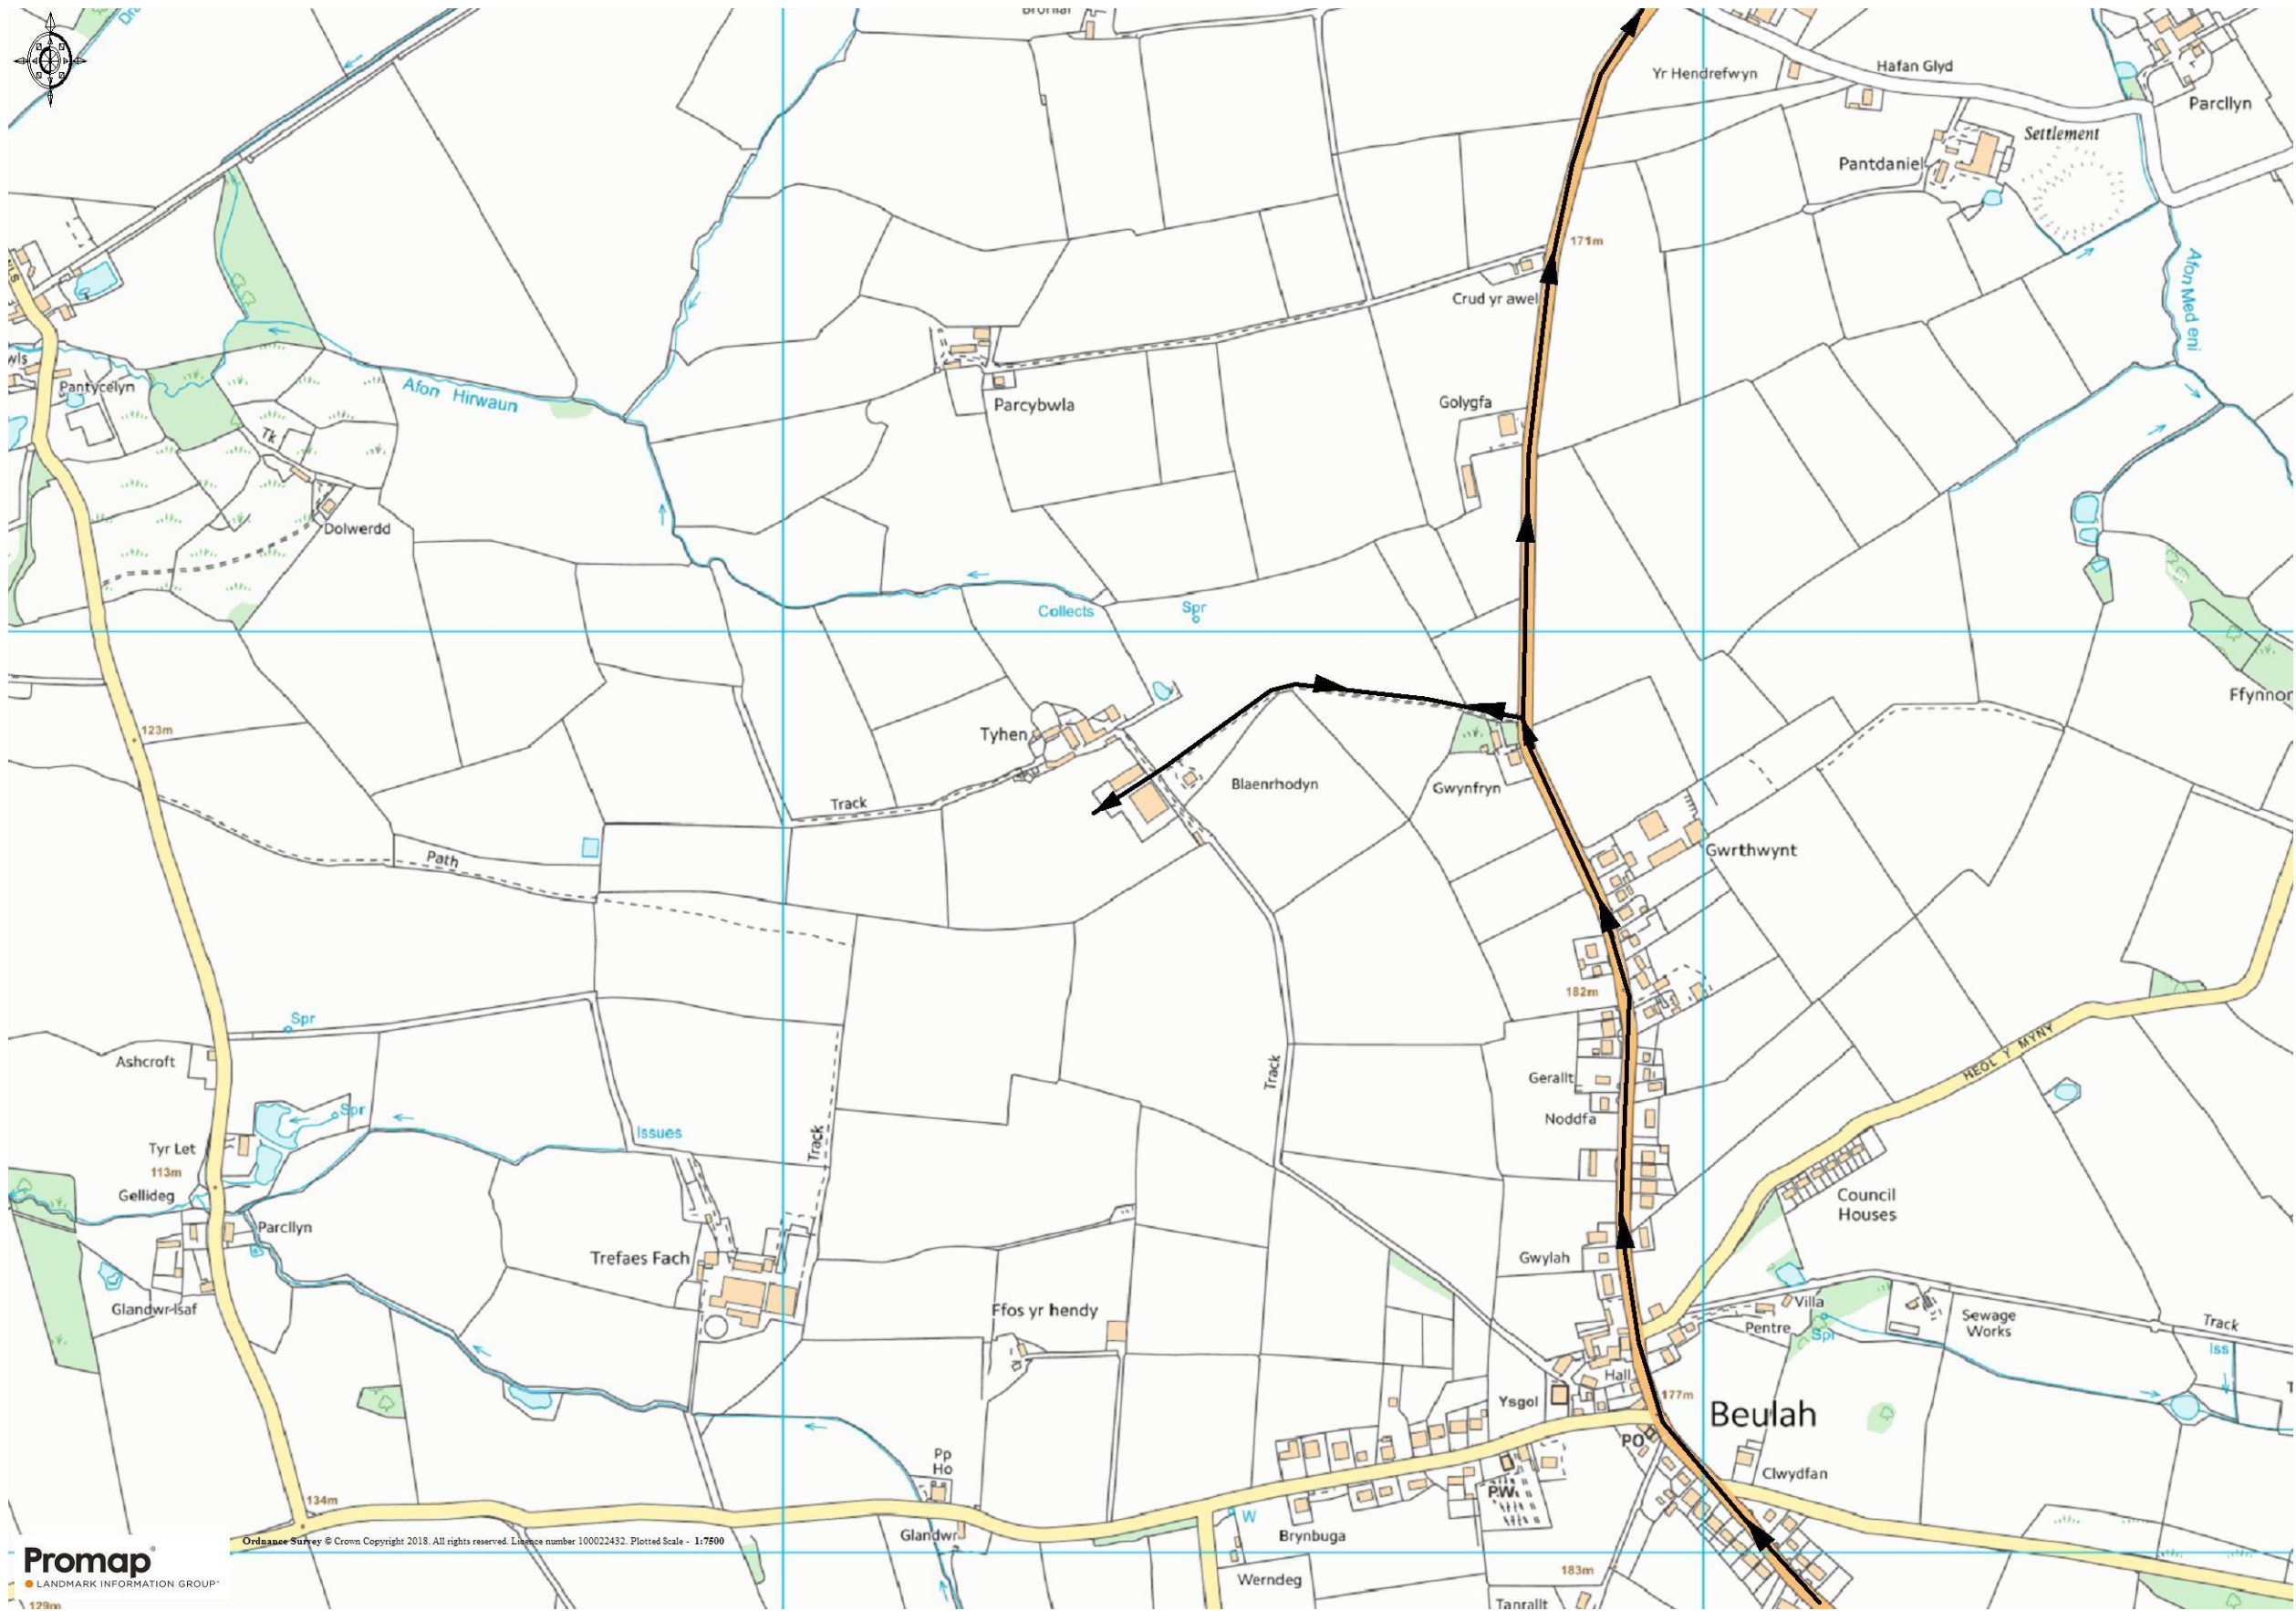 Yr Hendrefwyn
Hafan Glyd
Parcllyn
Settlement
Pantdaniel
171m
Crud yr awel
Afon Med eni
Pantycelyn
Afon Hirwaun
Tk
Parcybwla
Golygfa
Dolwerdd
Collects
Spr
Ffynnon
123m
Tyhen
Track
Blaenrhodyn
Gwynfryn
Gwrthwynt
Path
182m
Spr
Ashcroft
HEOL Y MYNY
Track
Gerallt
Noddfa
Spr
Issues
Track
Tyr Let
113m
Gellideg
Council
Houses
Parcllyn
Trefaes Fach
Gwylah
Glandwr-Isaf
Ffos yr hendy
Villa
Pentre
Spr
Sewage
Works
Track
Iss
Hall
177m
Ysgol
Beulah
PO
Pp
Ho
Clwydfan
PW
134m
W
Glandwr
Brynbuga
Ordnance Survey © Crown Copyright 2018. All rights reserved. Licence number 100022432. Plotted Scale - 1:7500
Promap
LANDMARK INFORMATION GROUP
183m
Werndeg
Tanrallt
129m